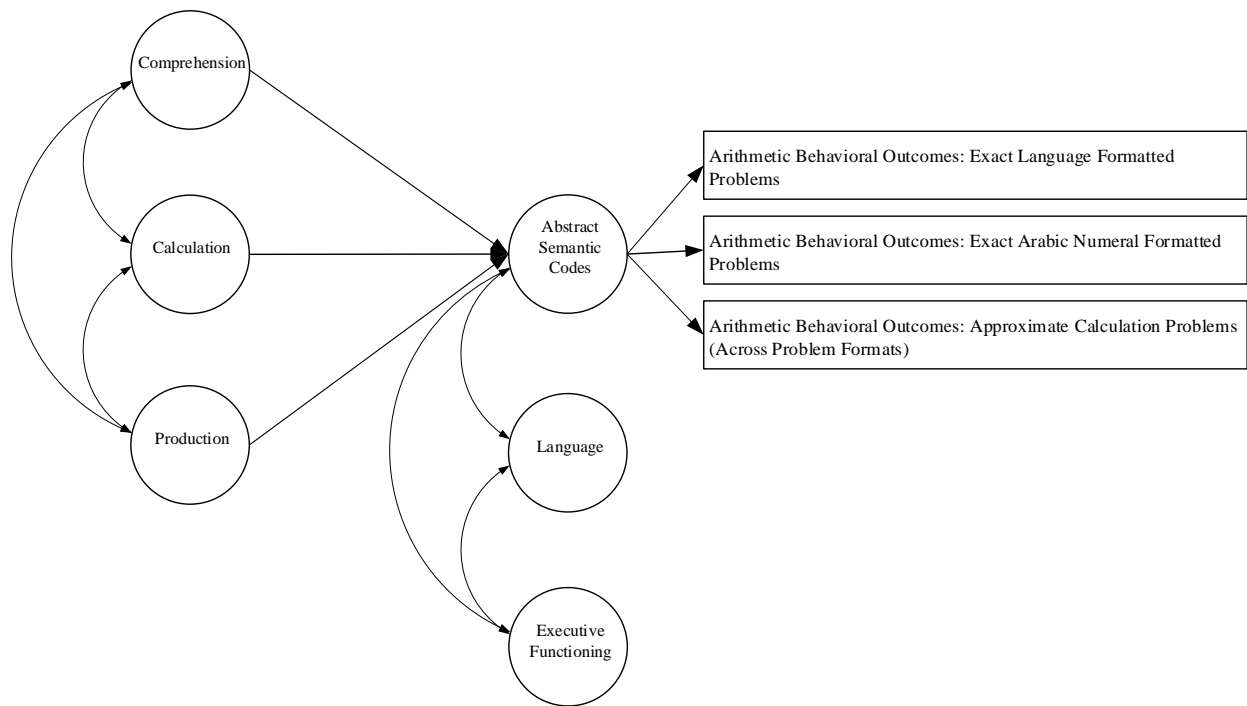 Comprehension
Calculation
Production
Abstract
Semantic
Codes
Language
Executive
Functioning
Arithmetic Behavioral Outcomes: Exact Language Formatted
Problems
Arithmetic Behavioral Outcomes: Exact Arabic Numeral Formatted
Problems
Arithmetic Behavioral Outcomes: Approximate Calculation Problems
(Across Problem Formats)